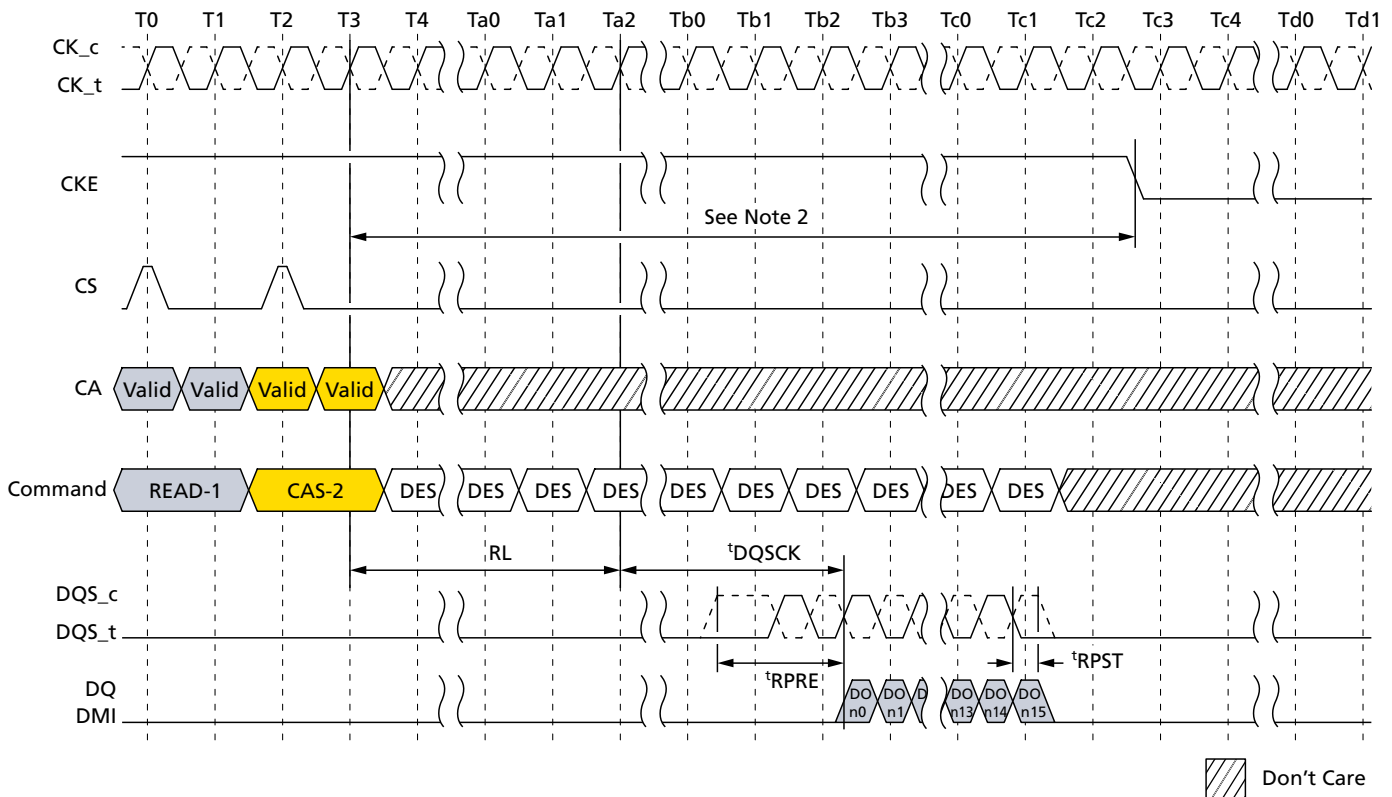 T0 T1 T2 T3 T4 Ta0 Ta1 Ta2 Tb0 Tb1 Tb2 Tb3 Tc0 Tc1 Tc2 Tc3 Tc4 Td0 Td1
CK_c
CK_t
CKE
See Note 2
CS
CA Valid Valid Valid Valid
Command READ-1 CAS-2 DES DES DES DES DES DES DES DES DES DES
RL tDQSCK
DQS_c
DQS_t
tRPRE tRPST
DQ
DMI
DO n0 DO n1 D DO n13 DO n14 DO n15
Don't Care